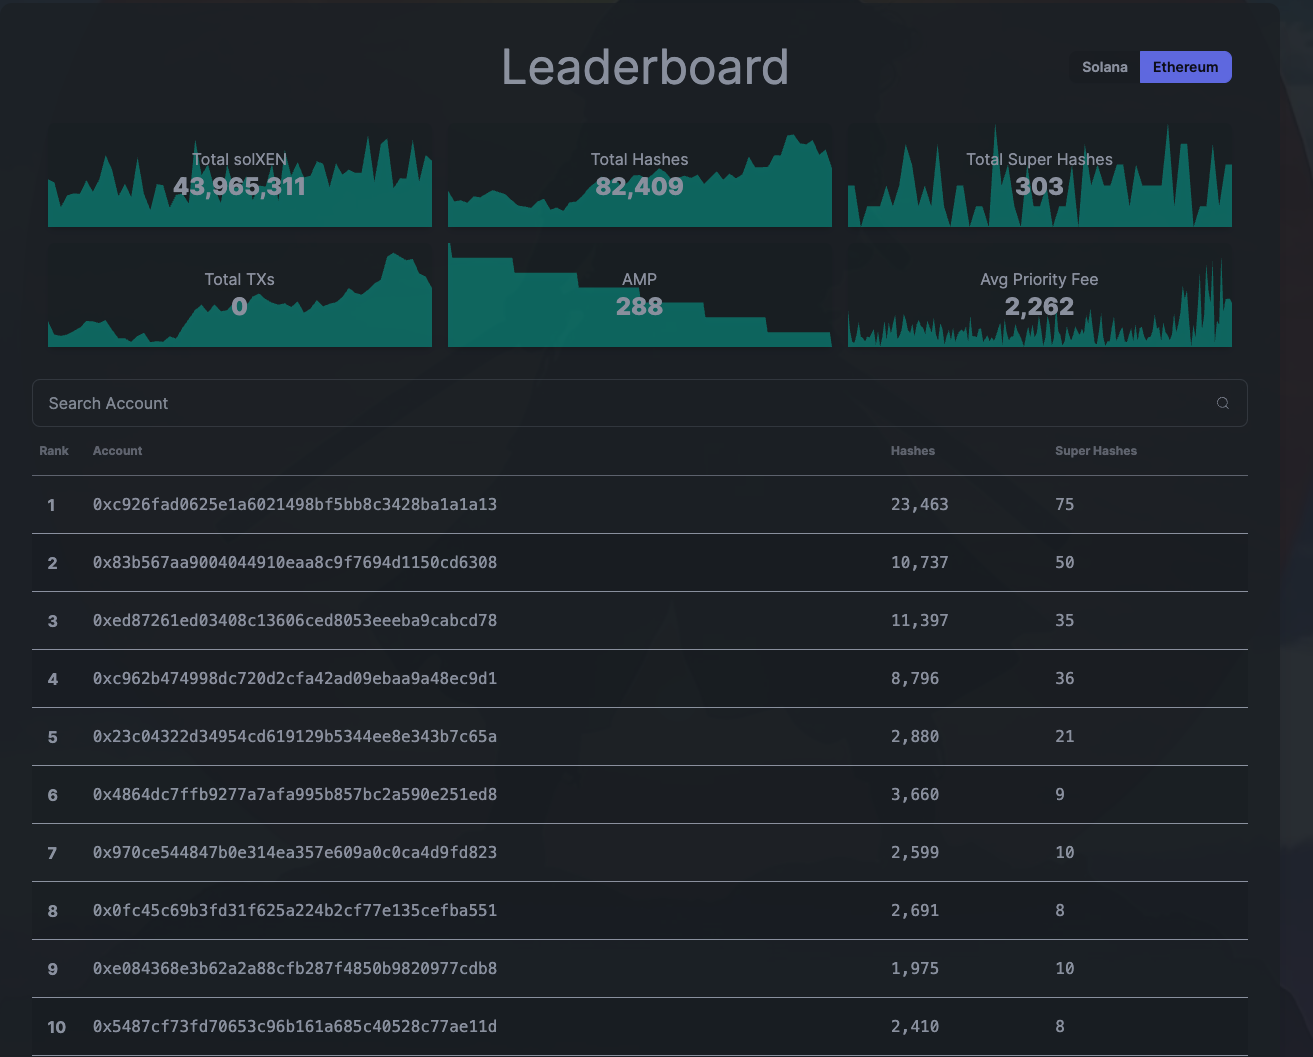 Leaderboard
Solana Ethereum
Total solXEN
43,965,311
Total Hashes
82,409
Total Super Hashes
303
Total TXs
0
AMP
288
Avg Priority Fee
2,262
Search Account
Rank Account Hashes Super Hashes
1 0xc926fad0625e1a6021498bf5bb8c3428ba1a1a13 23,463 75
2 0x83b567aa9004044910eaa8c9f7694d1150cd6308 10,737 50
3 0xed87261ed03408c13606ced8053eeeba9cabcd78 11,397 35
4 0xc962b474998dc720d2cfa42ad09ebaa9a48ec9d1 8,796 36
5 0x23c04322d34954cd619129b5344ee8e343b7c65a 2,880 21
6 0x4864dc7ffb9277a7afa995b857bc2a590e251ed8 3,660 9
7 0x970ce544847b0e314ea357e609a0c0ca4d9fd823 2,599 10
8 0x0fc45c69b3fd31f625a224b2cf77e135cefba551 2,691 8
9 0xe084368e3b62a2a88cfb287f4850b9820977cdb8 1,975 10
10 0x5487cf73fd70653c96b161a685c40528c77ae11d 2,410 8